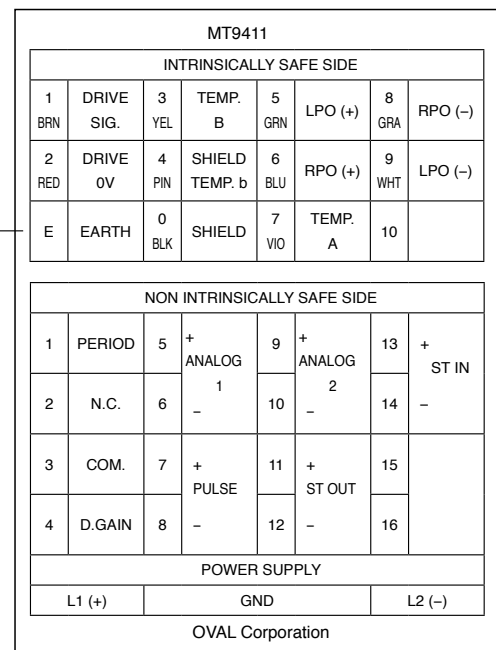 MT9411
INTRINSICALLY SAFE SIDE
1 BRN DRIVE SIG. 3 YEL TEMP. B 5 GRN LPO (+) 8 GRA RPO (−)
2 RED DRIVE 0V 4 PIN SHIELD TEMP. b 6 BLU RPO (+) 9 WHT LPO (−)
E EARTH 0 BLK SHIELD 7 VIO TEMP. A 10
NON INTRINSICALLY SAFE SIDE
1 PERIOD 5 + ANALOG 1 − 9 + ANALOG 2 − 13 + ST IN −
2 N.C. 6 10 14
3 COM. 7 + PULSE − 11 + ST OUT − 15
4 D.GAIN 8 12 16
POWER SUPPLY
L1 (+) GND L2 (−)
OVAL Corporation